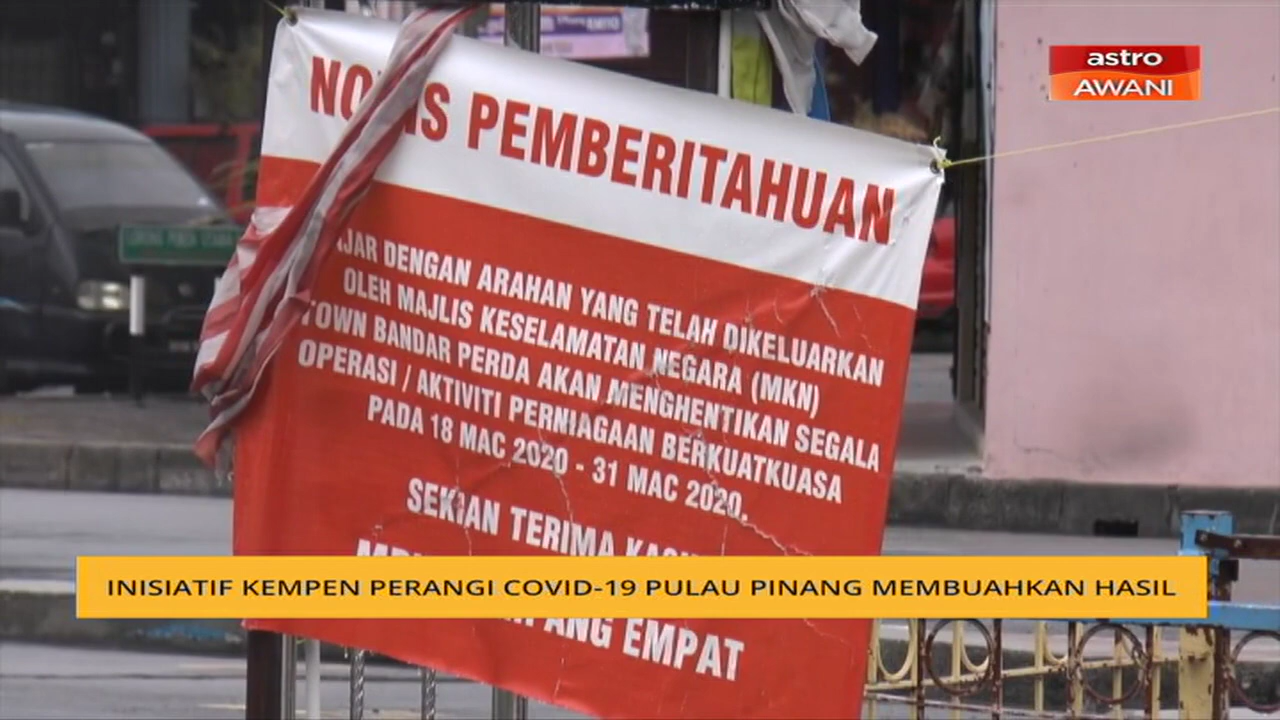 astro
AWANI
PEMBERITAHUAN
DENGAN ARAHAN YANG TELAH DIKELUARKAN
OLEH MAJLIS KESELAMATAN NEGARA (MKN)
TOWN BANDAR PERDA AKAN MENGHENTIKAN SEGALA
OPERASI / AKTIVITI PERNIAGAAN BERKUATKUASA
PADA 18 MAC 2020 - 31 MAC 2020.
SEKIAN TERIMA
INISIATIF KEMPEN PERANGI COVID-19 PULAU PINANG MEMBUAHKAN HASIL
EMPAT